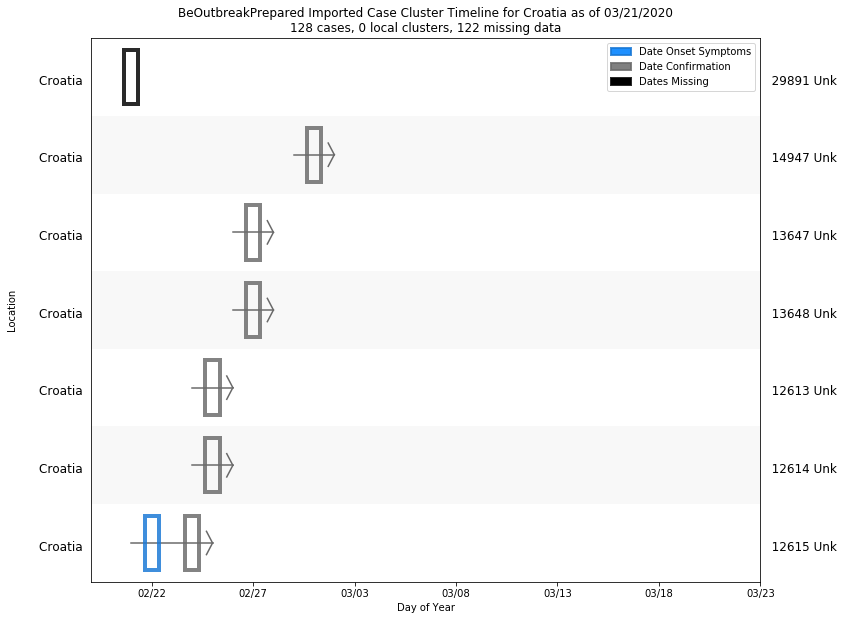 BeOutbreakPrepared Imported Case Cluster Timeline for Croatia as of 03/21/2020
128 cases, 0 local clusters, 122 missing data
Date Onset Symptoms
Date Confirmation
Dates Missing
Croatia 29891 Unk
Croatia 14947 Unk
Croatia 13647 Unk
Croatia 13648 Unk
Croatia 12613 Unk
Croatia 12614 Unk
Croatia 12615 Unk
Location
02/22 02/27 03/03 03/08 03/13 03/18 03/23
Day of Year